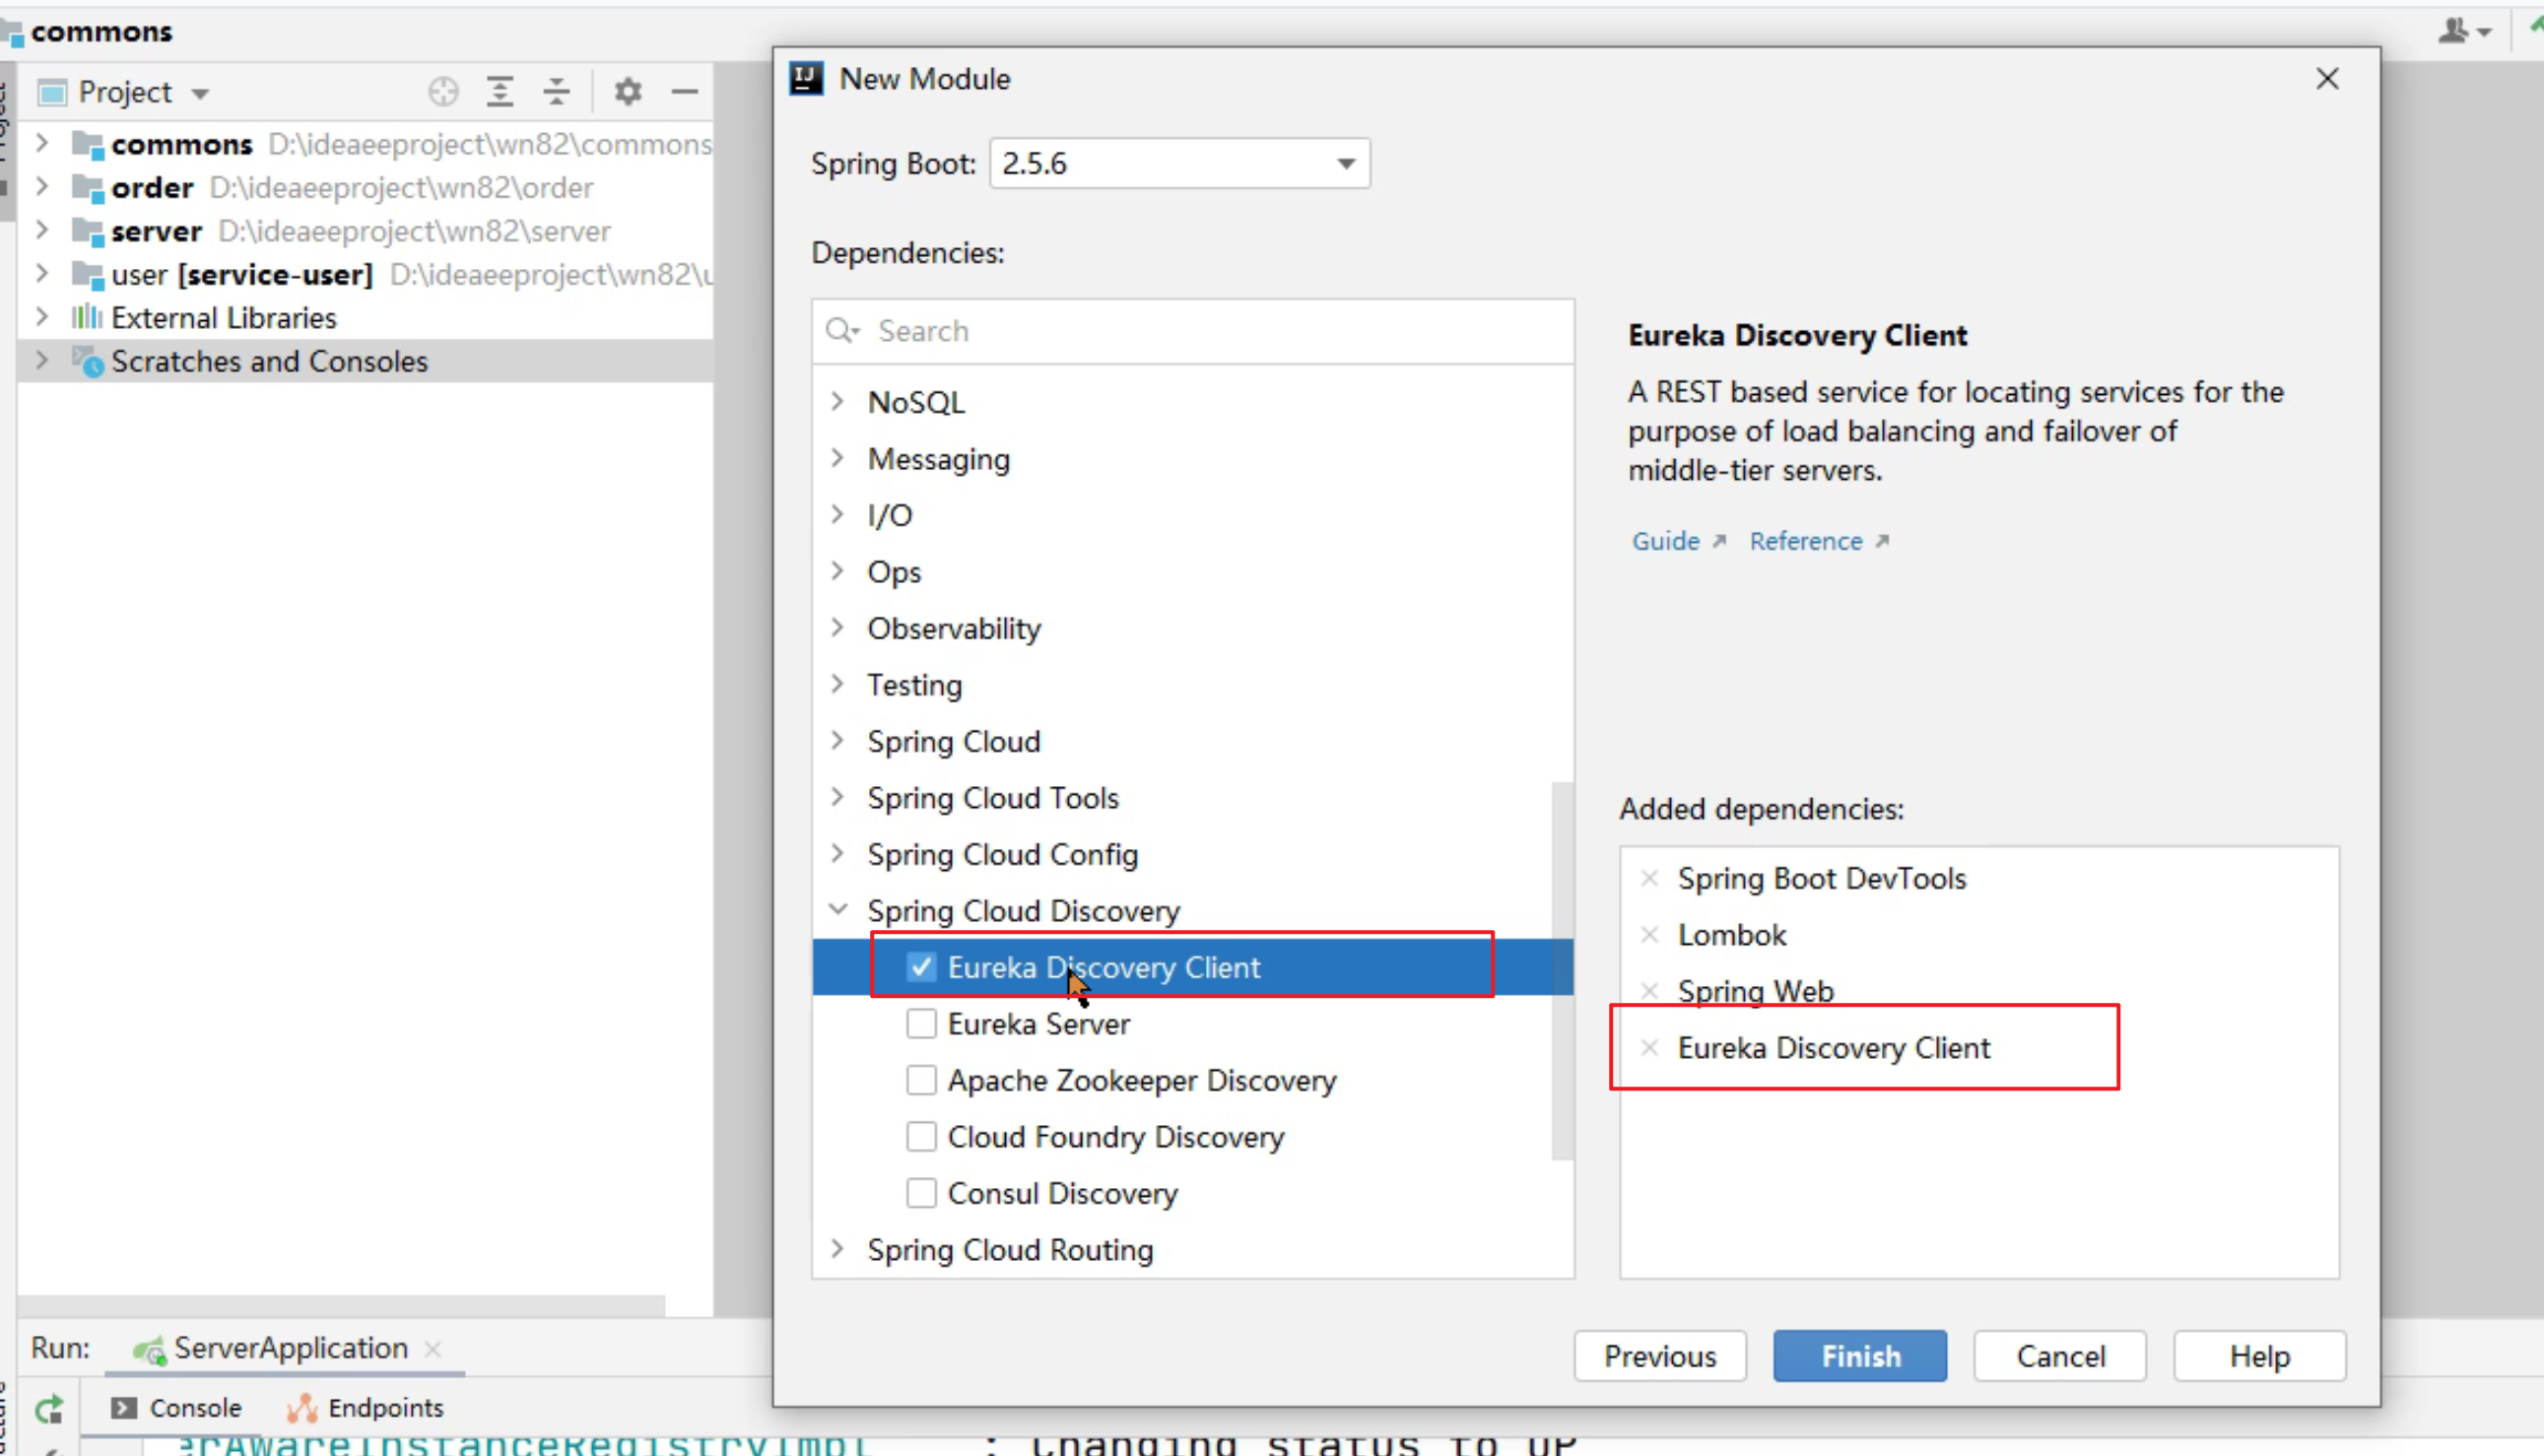 commons
Project
commons D:\ideaeeproject\wn82\commons
order D:\ideaeeproject\wn82\order
server D:\ideaeeproject\wn82\server
user [service-user] D:\ideaeeproject\wn82\u
External Libraries
Scratches and Consoles
New Module
Spring Boot: 2.5.6
Dependencies:
Search
NoSQL
Messaging
I/O
Ops
Observability
Testing
Spring Cloud
Spring Cloud Tools
Spring Cloud Config
Spring Cloud Discovery
Eureka Discovery Client
Eureka Server
Apache Zookeeper Discovery
Cloud Foundry Discovery
Consul Discovery
Spring Cloud Routing
Eureka Discovery Client
A REST based service for locating services for the
purpose of load balancing and failover of
middle-tier servers.
Guide Reference
Added dependencies:
Spring Boot DevTools
Lombok
Spring Web
Eureka Discovery Client
Previous Finish Cancel Help
Run: ServerApplication
Console Endpoints
erAwareInstanceRegistryImpl : Changing status to UP